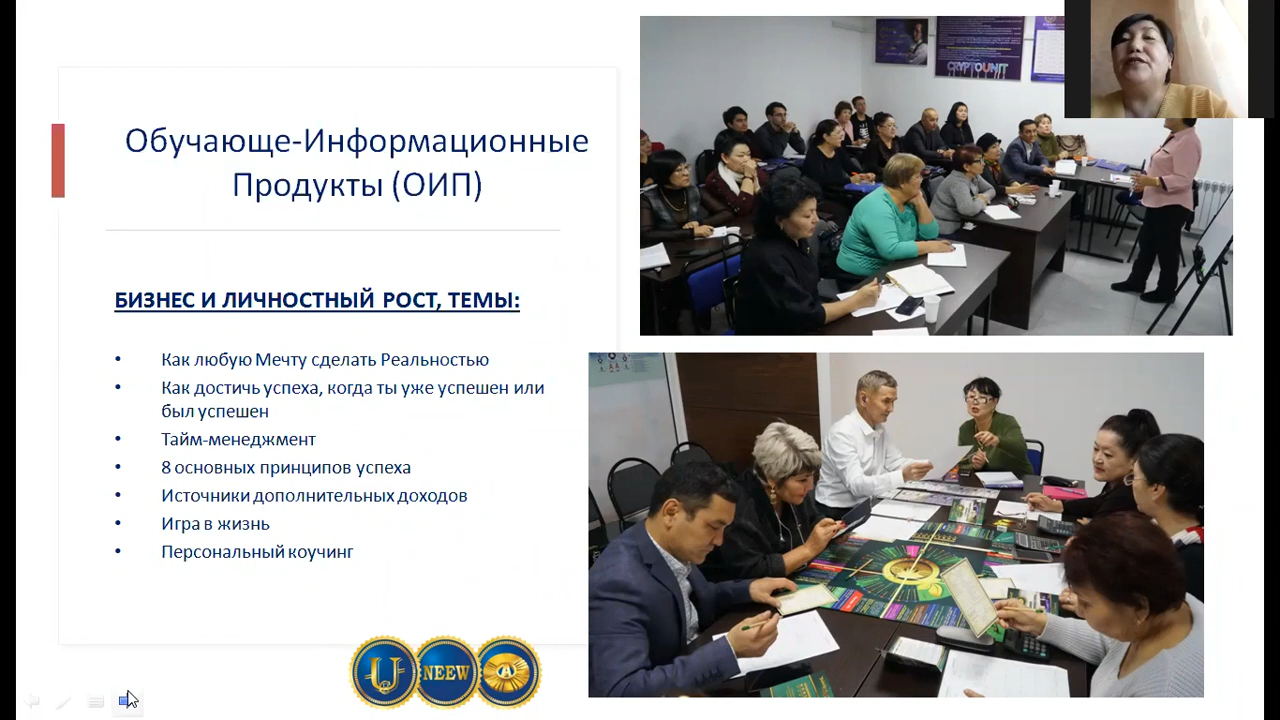 Обучающе-Информационные
Продукты (ОИП)
БИЗНЕС И ЛИЧНОСТНЫЙ РОСТ, ТЕМЫ:
• Как любую Мечту сделать Реальностью
• Как достичь успеха, когда ты уже успешен или
был успешен
• Тайм-менеджмент
• 8 основных принципов успеха
• Источники дополнительных доходов
• Игра в жизнь
• Персональный коучинг
NEEW
CRYPTOUNIT